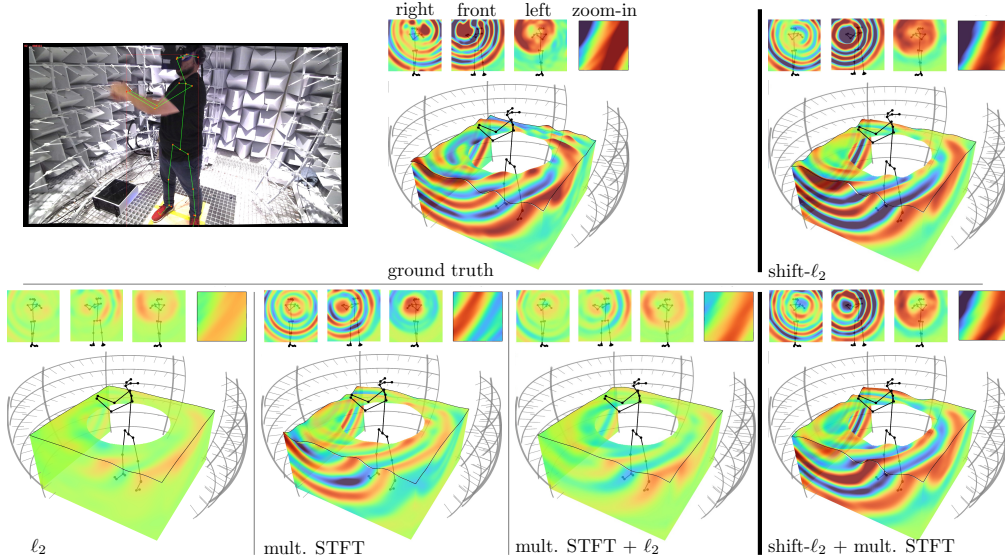 right front left zoom-in
ground truth
shift-ℓ₂
ℓ₂
mult. STFT
mult. STFT + ℓ₂
shift-ℓ₂ + mult. STFT